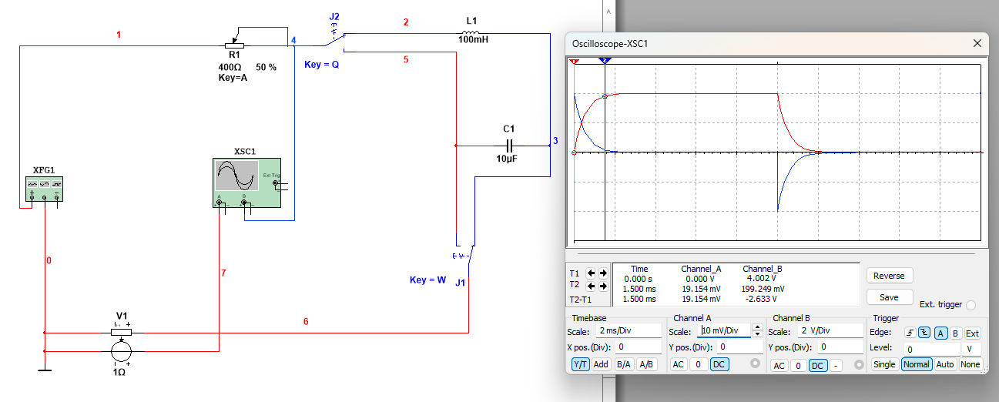 A
Oscilloscope-XSC1
1
J2
2
L1
100mH
4
R1
400Ω 50 %
Key=A
Key = Q
5
C1
10µF
3
XSC1
Ext Trig
A B
XFG1
0
7
Key = W J1
V1
6
1Ω
1 2
T1
T2
T2-T1
Time Channel_A Channel_B
0.000 s 0.000 V 4.002 V
1.500 ms 19.154 mV 199.249 mV
1.500 ms 19.154 mV -2.633 V
Reverse
Save
Ext. trigger
Timebase
Scale: 2 ms/Div
X pos.(Div): 0
Y/T Add B/A A/B
Channel A
Scale: 10 mV/Div
Y pos.(Div): 0
AC 0 DC
Channel B
Scale: 2 V/Div
Y pos.(Div): 0
AC 0 DC -
Trigger
Edge: A B Ext
Level: 0 V
Single Normal Auto None